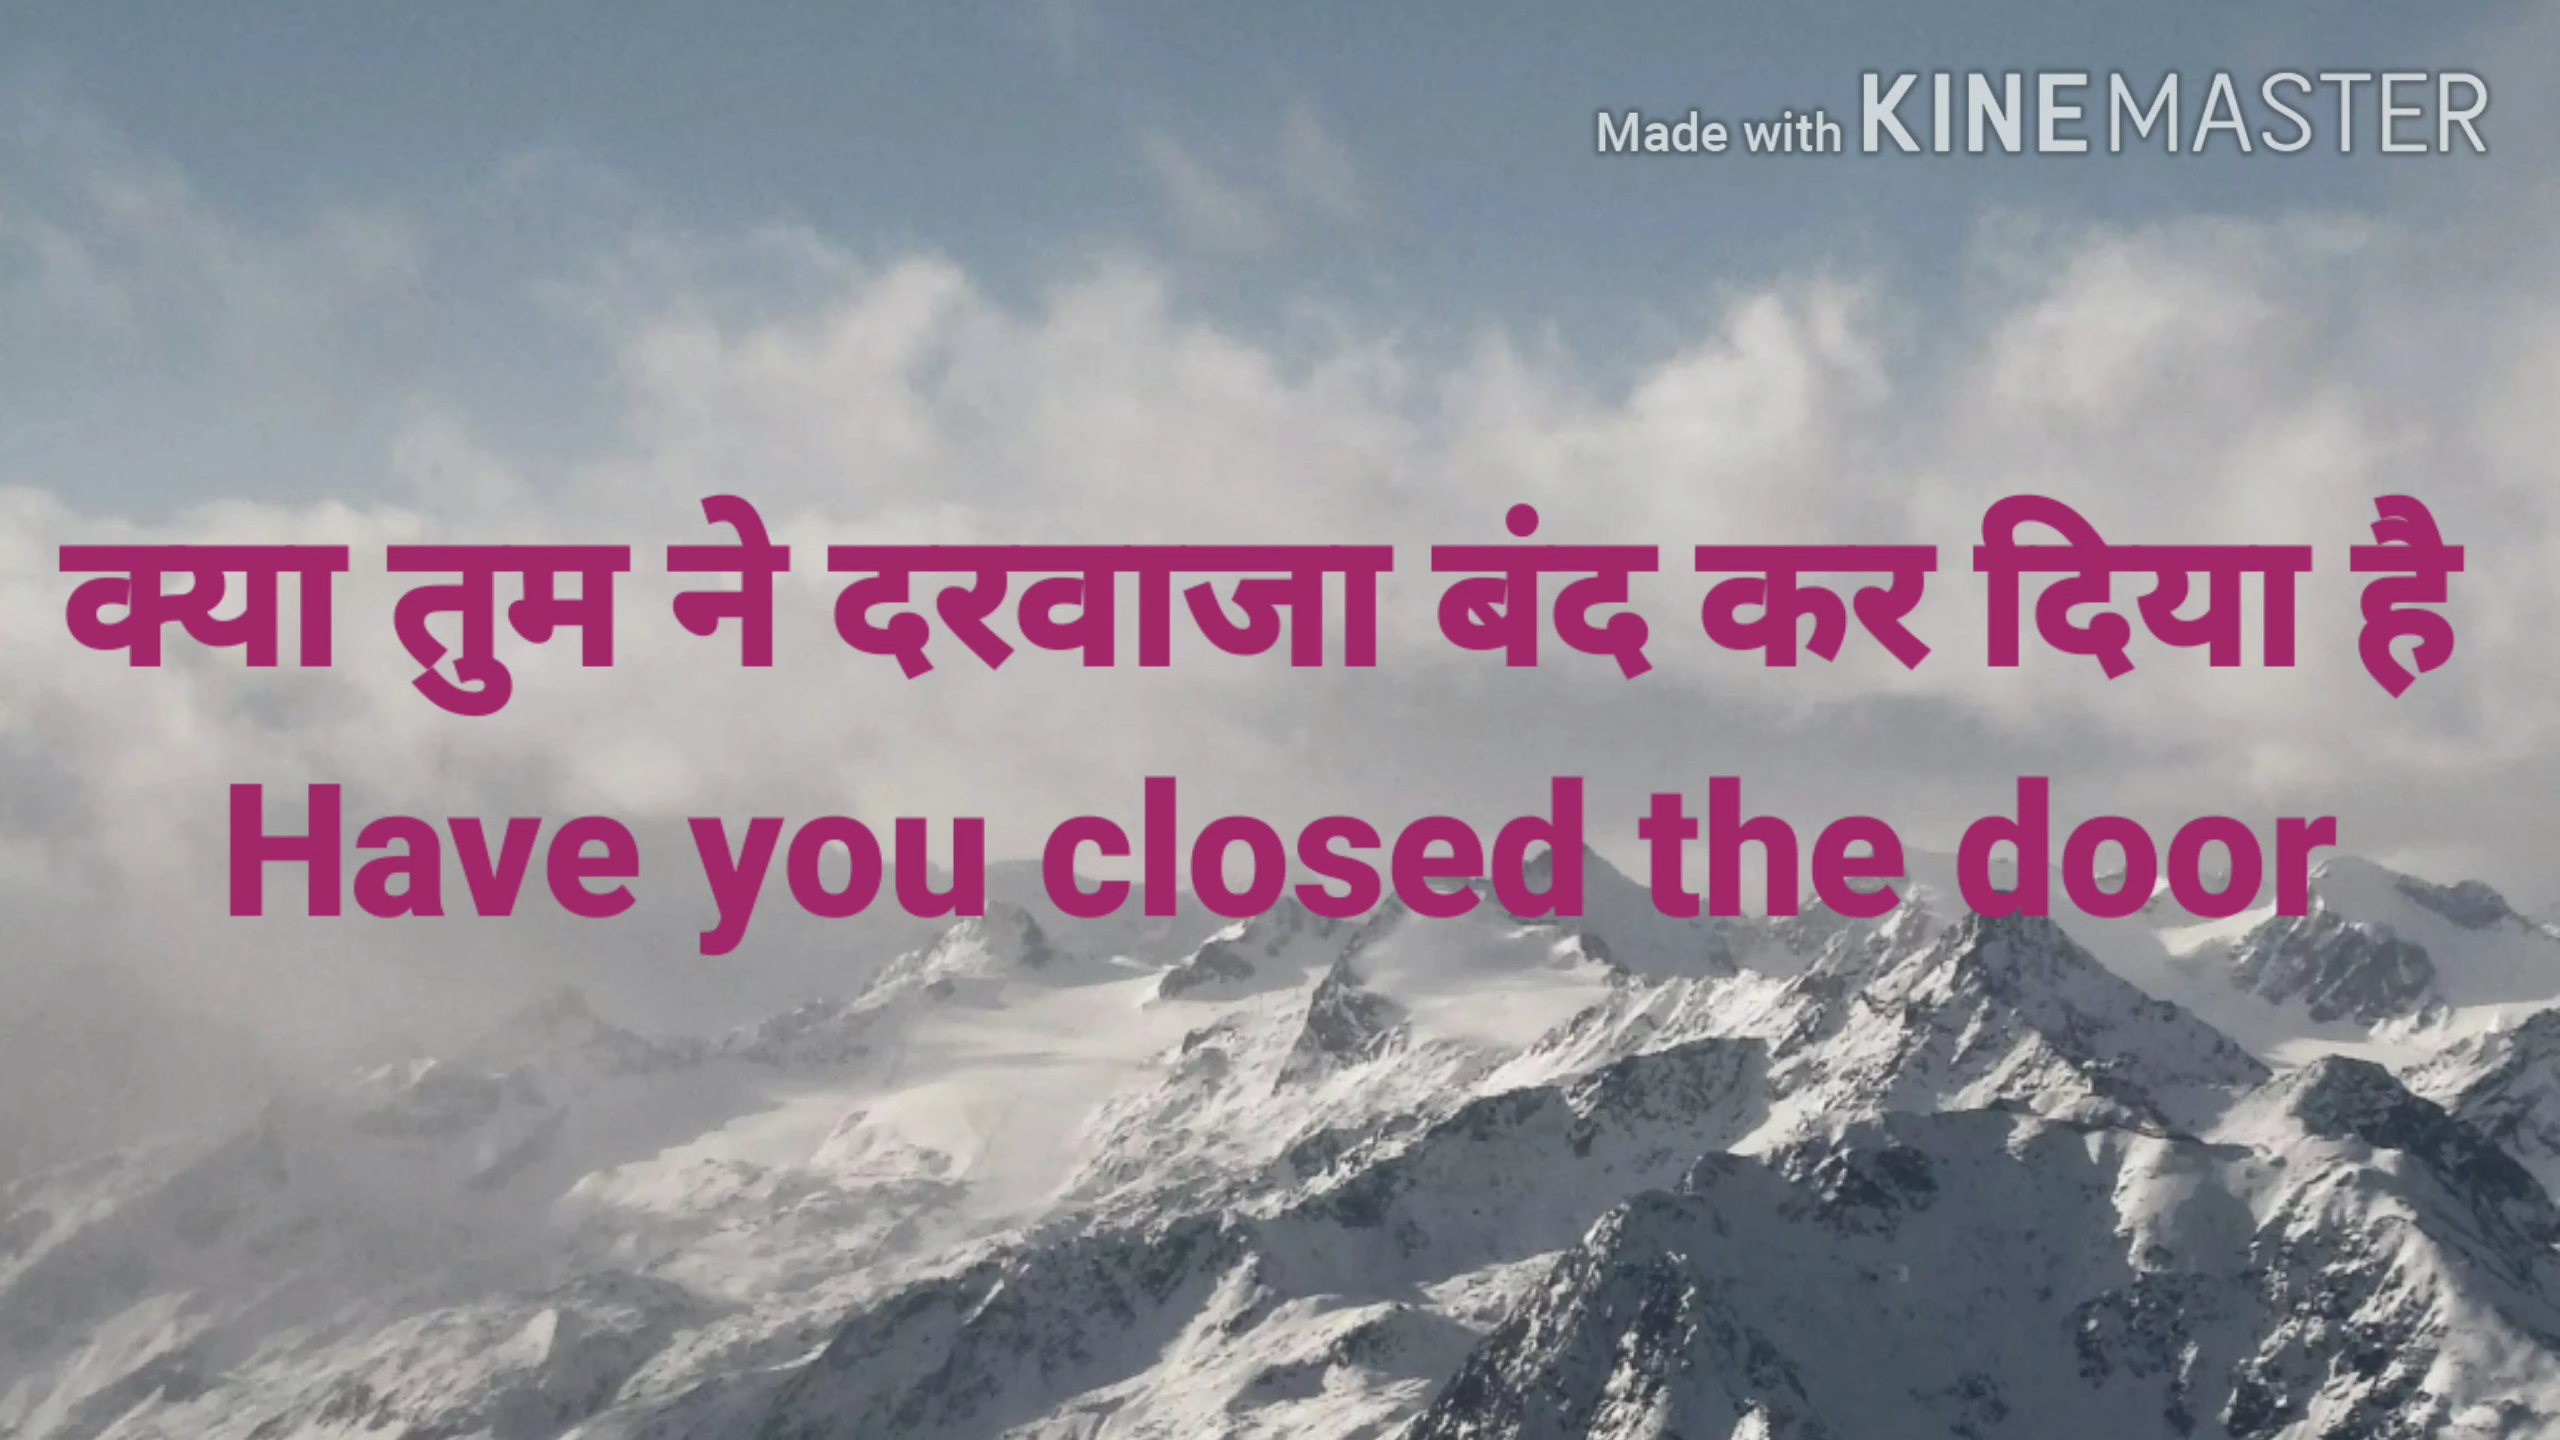 Made with KINEMASTER
क्या तुम ने दरवाजा बंद कर दिया है
Have you closed the door